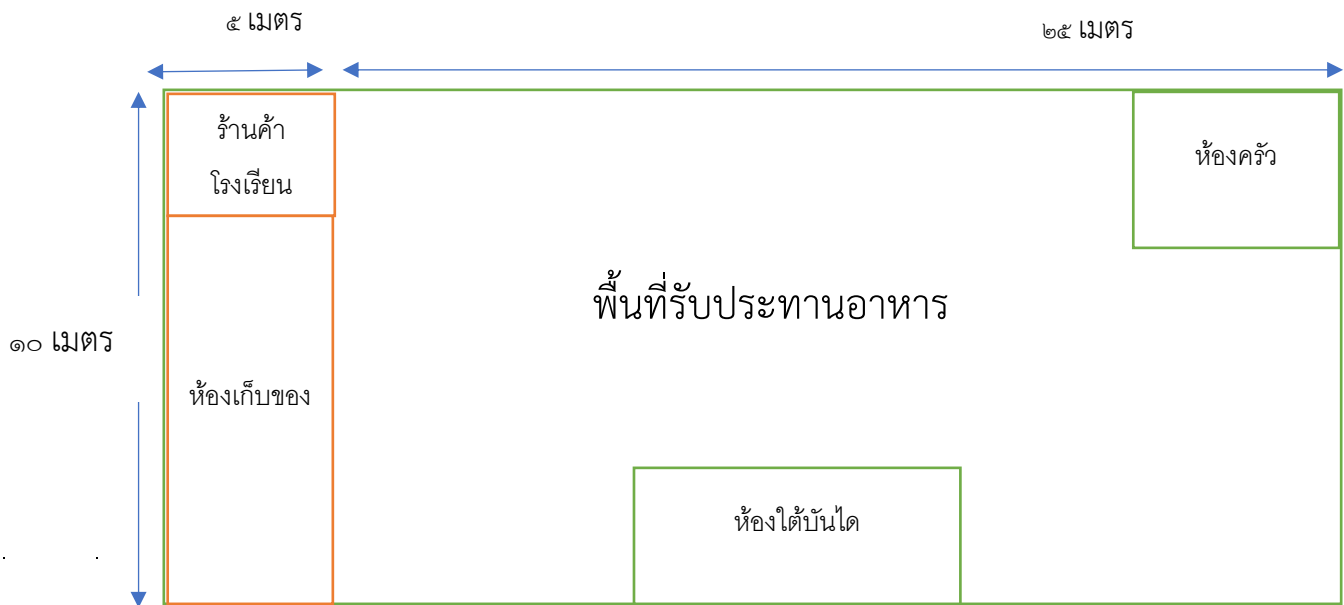 ๕ เมตร
๒๕ เมตร
ร้านค้า
โรงเรียน
ห้องครัว
พื้นที่รับประทานอาหาร
๑๐ เมตร
ห้องเก็บของ
ห้องใต้บันได